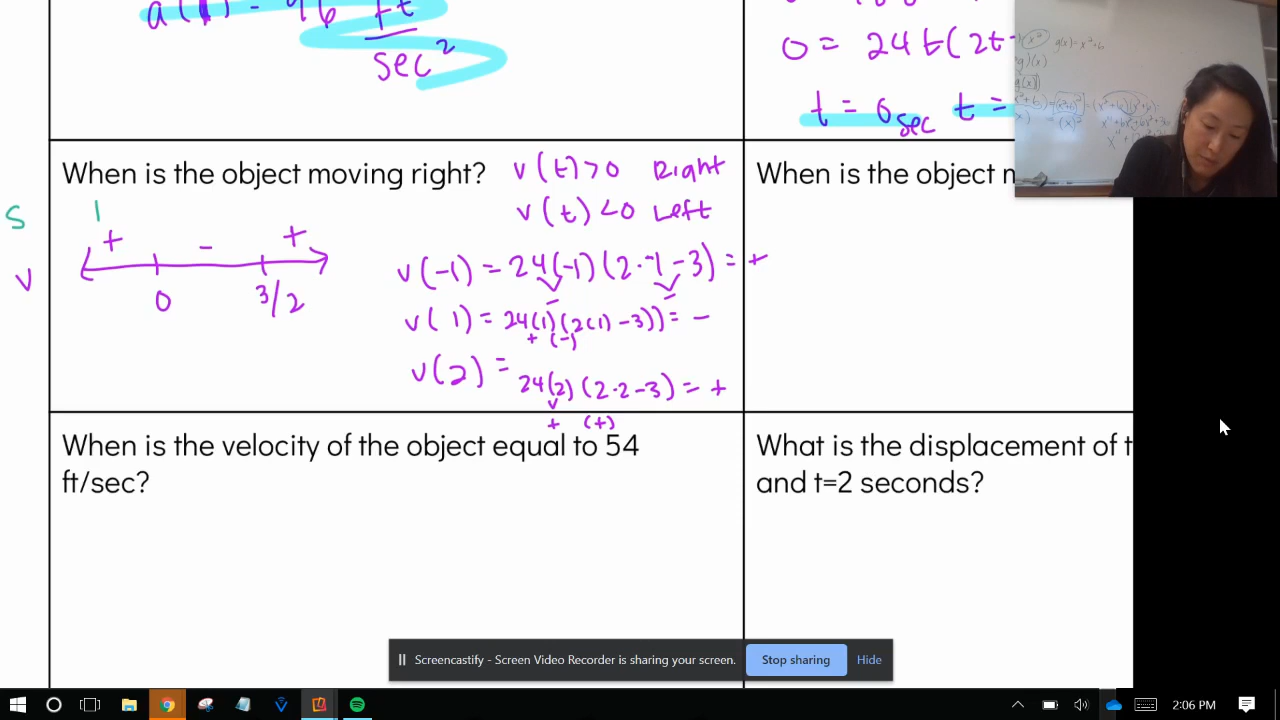 a(1) = 96 ft
sec²
0 = 24t(2t-
t = 0 sec t =
g(x) = x²+6
When is the object moving right?
v(t)>0 Right
v(t)<0 Left
S
V
+ - +
0 3/2
v(-1) = 24(-1)(2·-1-3) = +
- -
v(1) = 24(1)(2(1)-3)) = -
+ (-)
v(2) = 24(2)(2·2-3) = +
+ (+)
When is the object
When is the velocity of the object equal to 54
ft/sec?
What is the displacement of t
and t=2 seconds?
Screencastify - Screen Video Recorder is sharing your screen.
Stop sharing
Hide
2:06 PM